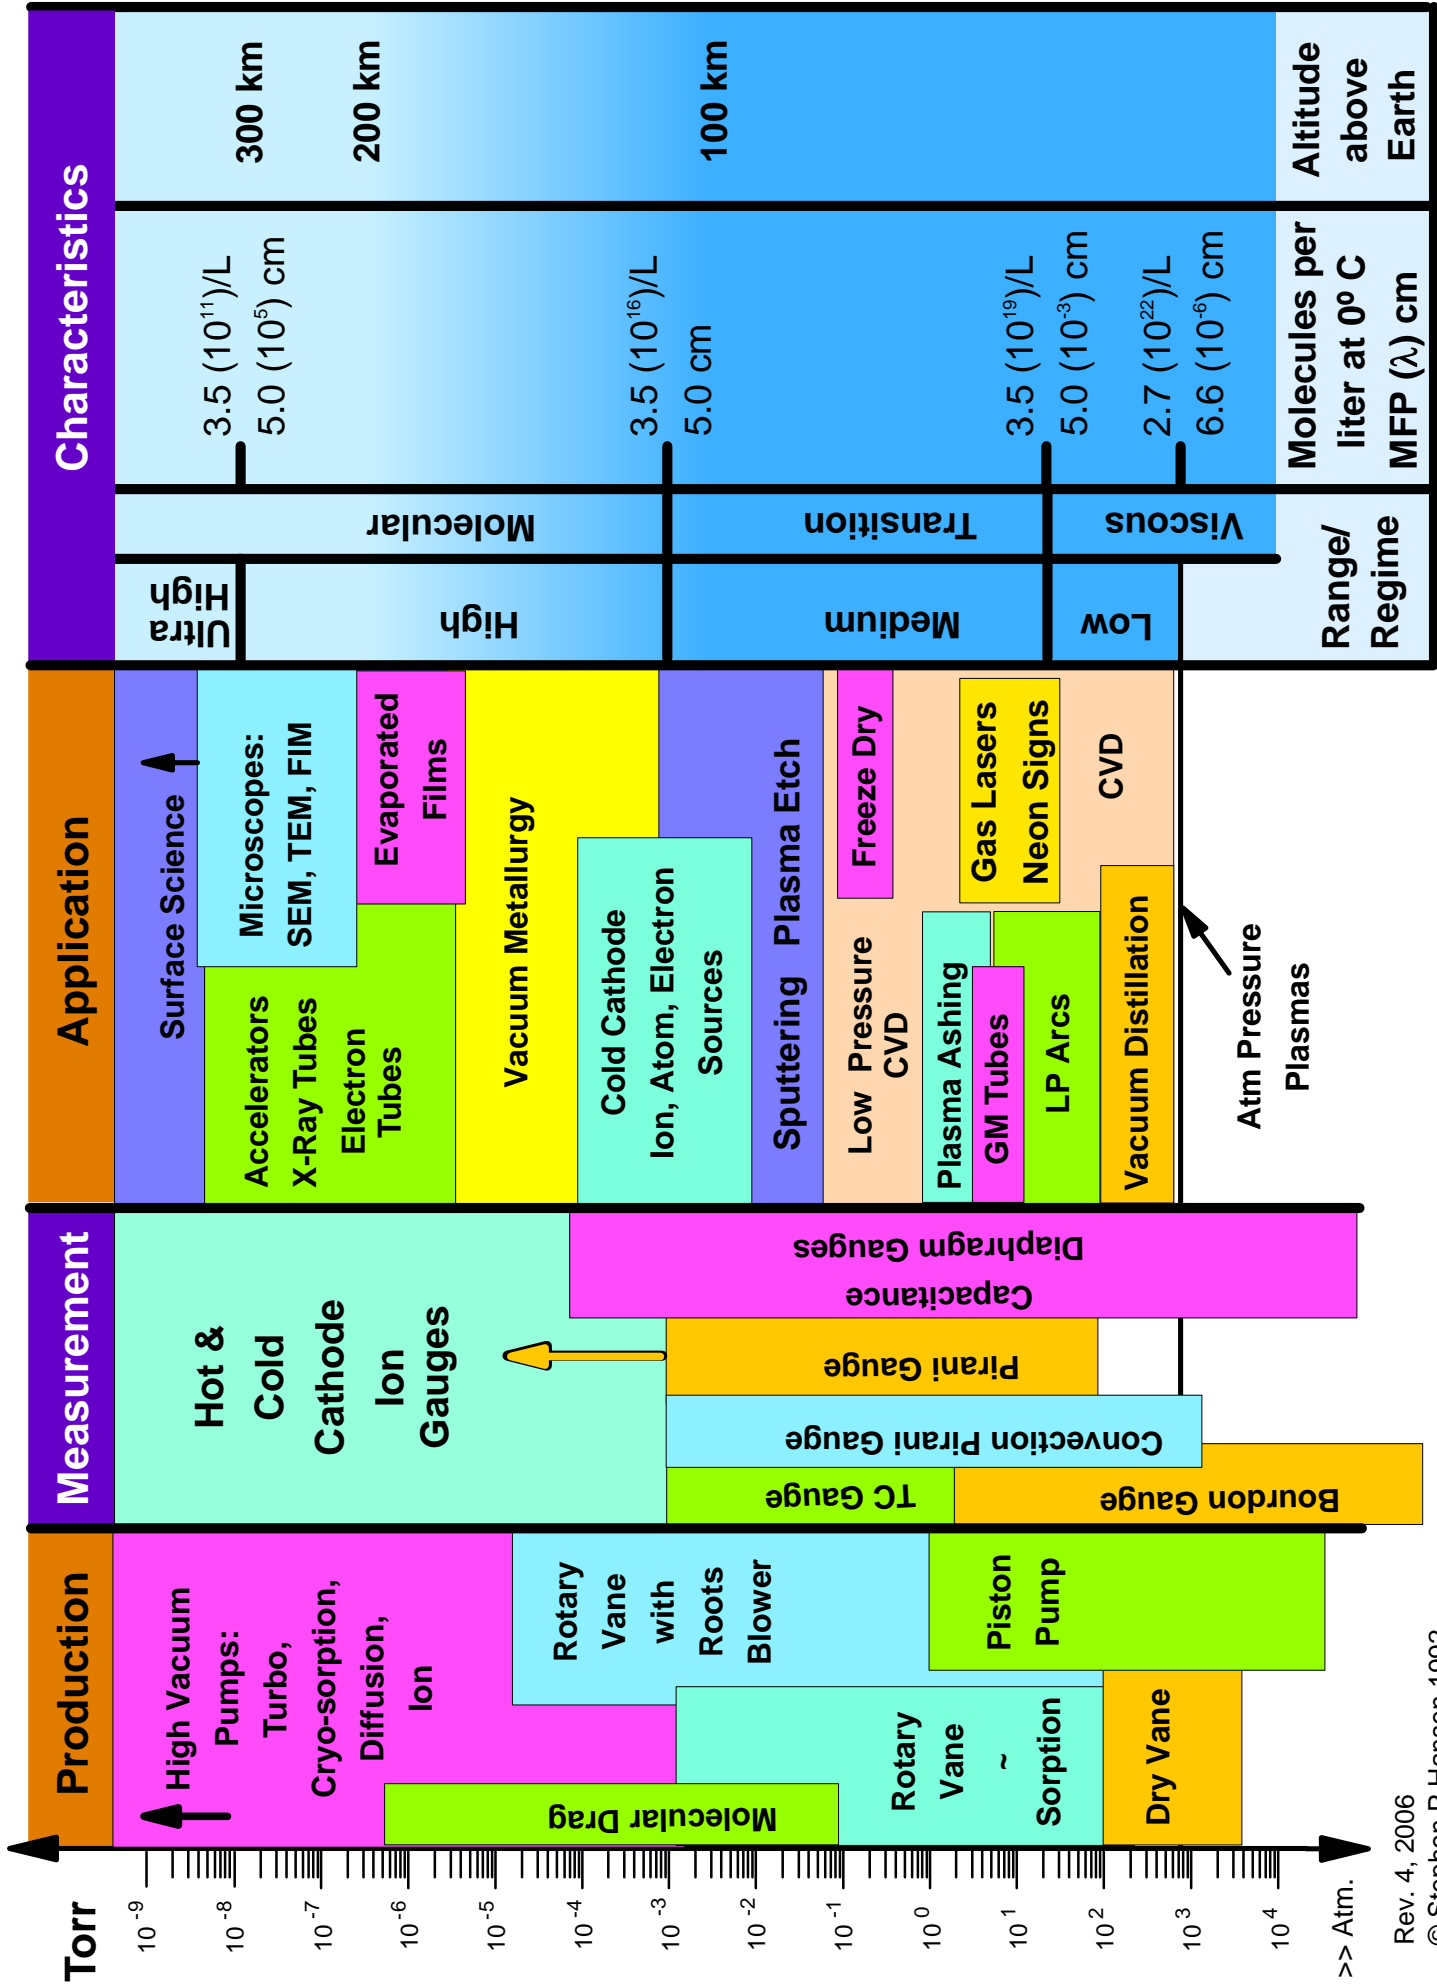 Torr
Production
Measurement
Application
Characteristics
10 -9
10 -8
10 -7
10 -6
10 -5
10 -4
10 -3
10 -2
10 -1
10 0
10 1
10 2
10 3
10 4
>> Atm.
High Vacuum
Pumps:
Turbo,
Cryo-sorption,
Diffusion,
Ion
Molecular Drag
Rotary
Vane
with
Roots
Blower
Rotary
Vane
~
Sorption
Piston
Pump
Dry Vane
Hot &
Cold
Cathode
Ion
Gauges
Capacitance
Diaphragm Gauges
Pirani Gauge
Convection Pirani Gauge
TC Gauge
Bourdon Gauge
Surface Science
Microscopes:
SEM, TEM, FIM
Accelerators
X-Ray Tubes
Electron
Tubes
Evaporated
Films
Vacuum Metallurgy
Cold Cathode
Ion, Atom, Electron
Sources
Sputtering Plasma Etch
Low Pressure
CVD
Freeze Dry
Plasma Ashing
GM Tubes
LP Arcs
Gas Lasers
Neon Signs
CVD
Vacuum Distillation
Atm Pressure
Plasmas
Ultra
High
High
Medium
Low
Molecular
Transition
Viscous
Range/
Regime
3.5 (10¹¹)/L
5.0 (10⁵) cm
3.5 (10¹⁶)/L
5.0 cm
3.5 (10¹⁹)/L
5.0 (10⁻³) cm
2.7 (10²²)/L
6.6 (10⁻⁶) cm
Molecules per
liter at 0º C
MFP (λ) cm
300 km
200 km
100 km
Altitude
above
Earth
Rev. 4, 2006